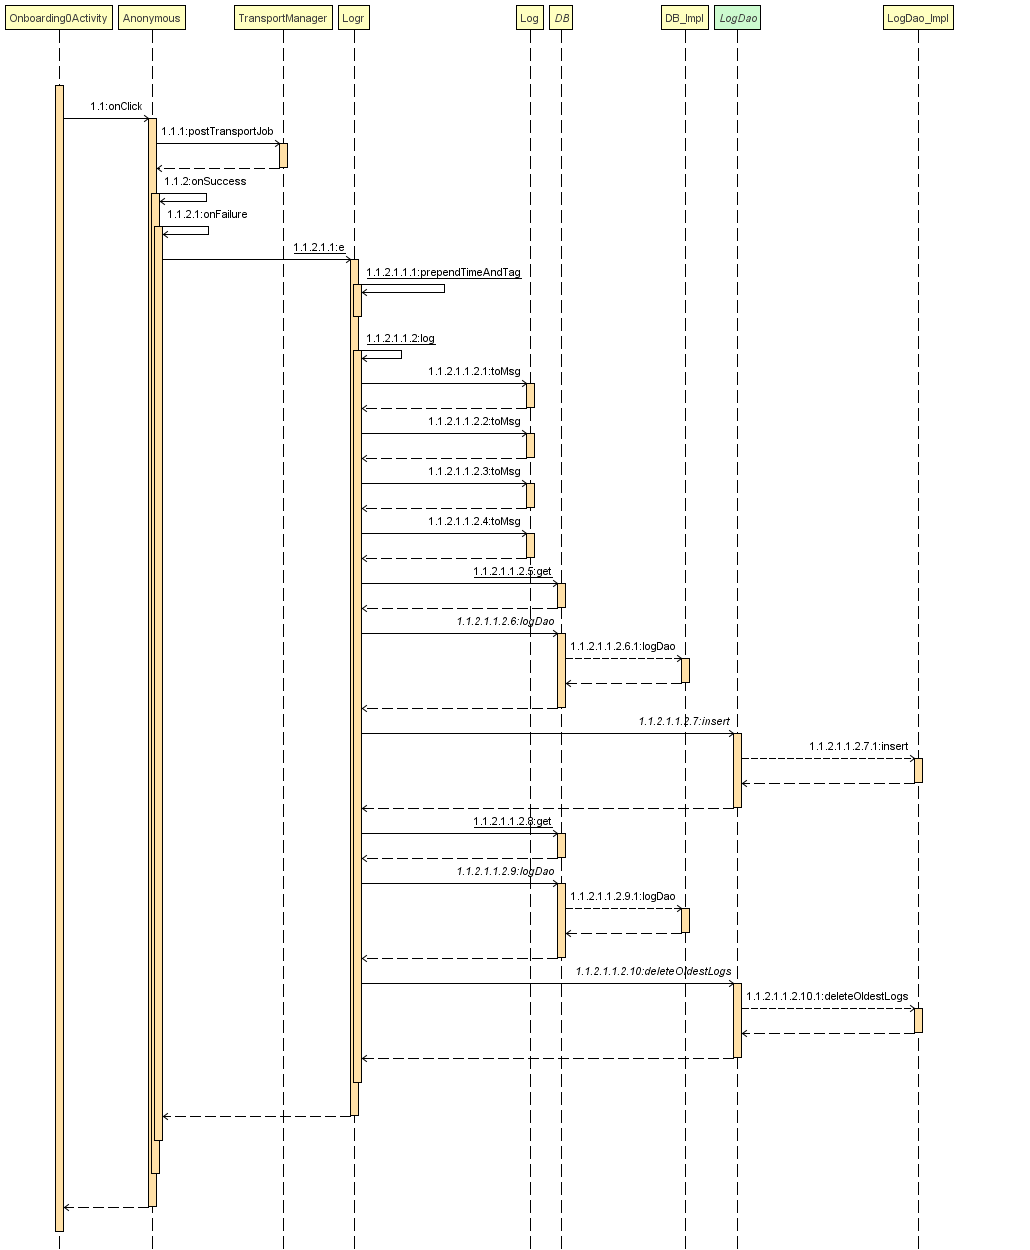 Onboarding0Activity
Anonymous
TransportManager
Logr
Log
DB
DB_Impl
LogDao
LogDao_Impl
1.1:onClick
1.1.1:postTransportJob
1.1.2:onSuccess
1.1.2.1:onFailure
1.1.2.1.1:e
1.1.2.1.1.1:prependTimeAndTag
1.1.2.1.1.2:log
1.1.2.1.1.2.1:toMsg
1.1.2.1.1.2.2:toMsg
1.1.2.1.1.2.3:toMsg
1.1.2.1.1.2.4:toMsg
1.1.2.1.1.2.5:get
1.1.2.1.1.2.6:logDao
1.1.2.1.1.2.6.1:logDao
1.1.2.1.1.2.7:insert
1.1.2.1.1.2.7.1:insert
1.1.2.1.1.2.8:get
1.1.2.1.1.2.9:logDao
1.1.2.1.1.2.9.1:logDao
1.1.2.1.1.2.10:deleteOldestLogs
1.1.2.1.1.2.10.1:deleteOldestLogs